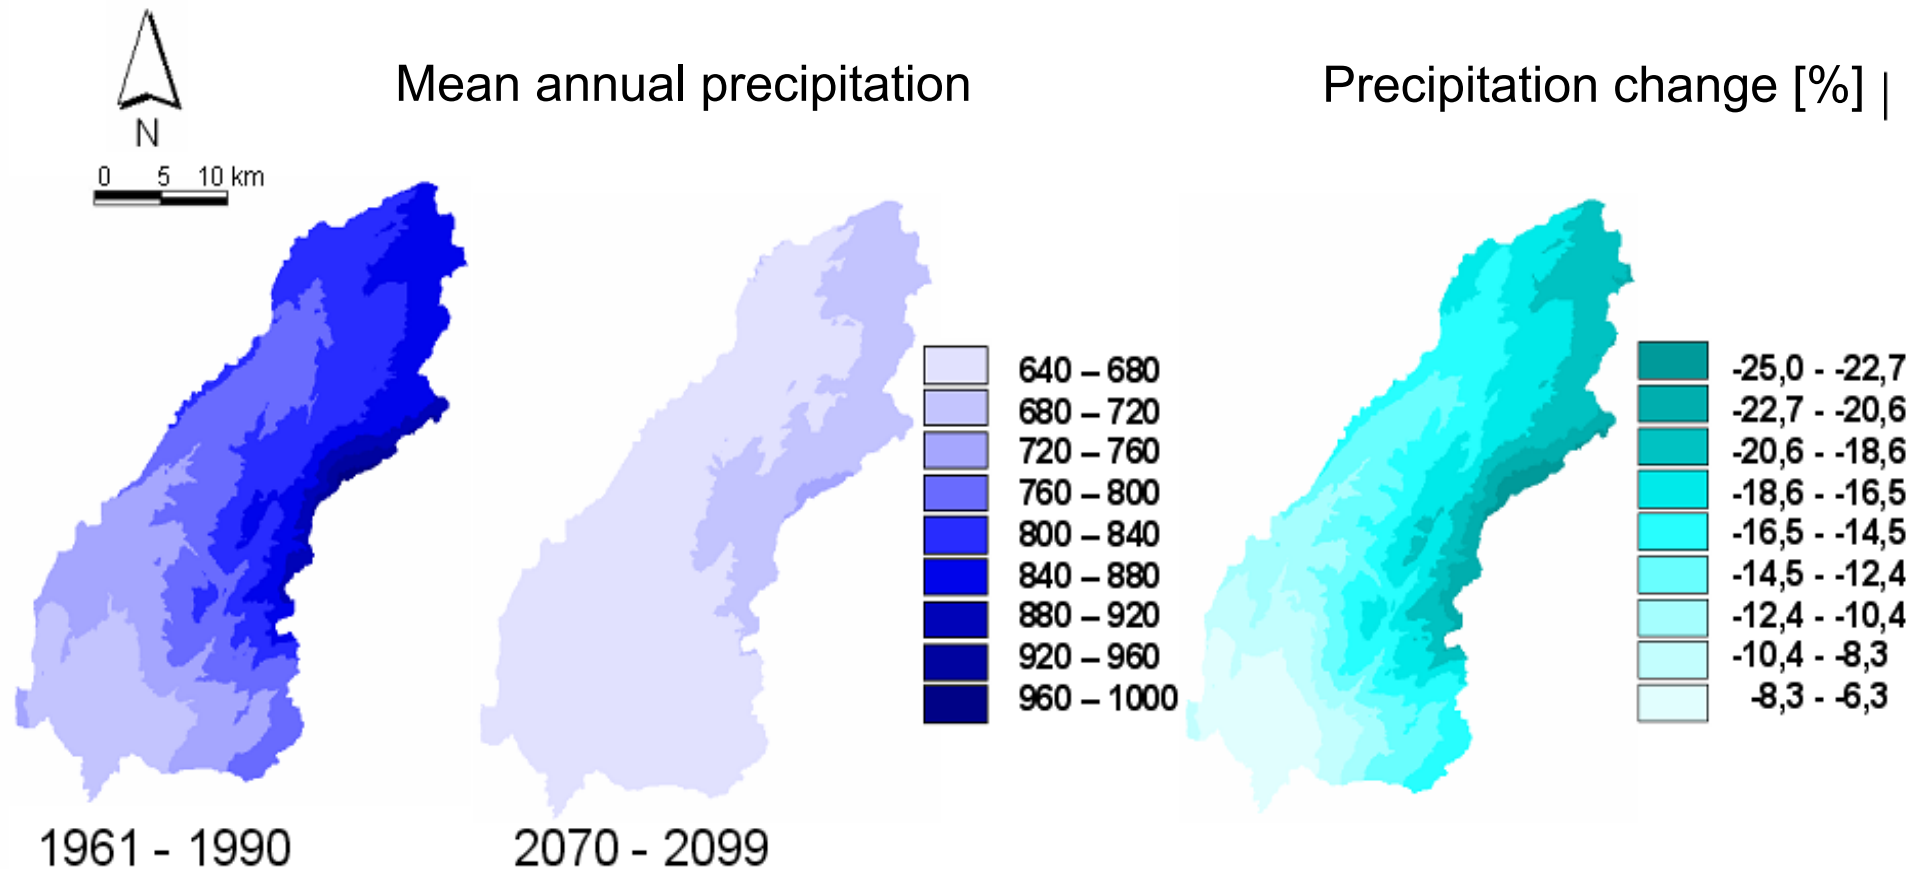 N
0 5 10 km
Mean annual precipitation
Precipitation change [%]
640 – 680
680 – 720
720 – 760
760 – 800
800 – 840
840 – 880
880 – 920
920 – 960
960 – 1000
-25,0 - -22,7
-22,7 - -20,6
-20,6 - -18,6
-18,6 - -16,5
-16,5 - -14,5
-14,5 - -12,4
-12,4 - -10,4
-10,4 - -8,3
-8,3 - -6,3
1961 - 1990
2070 - 2099